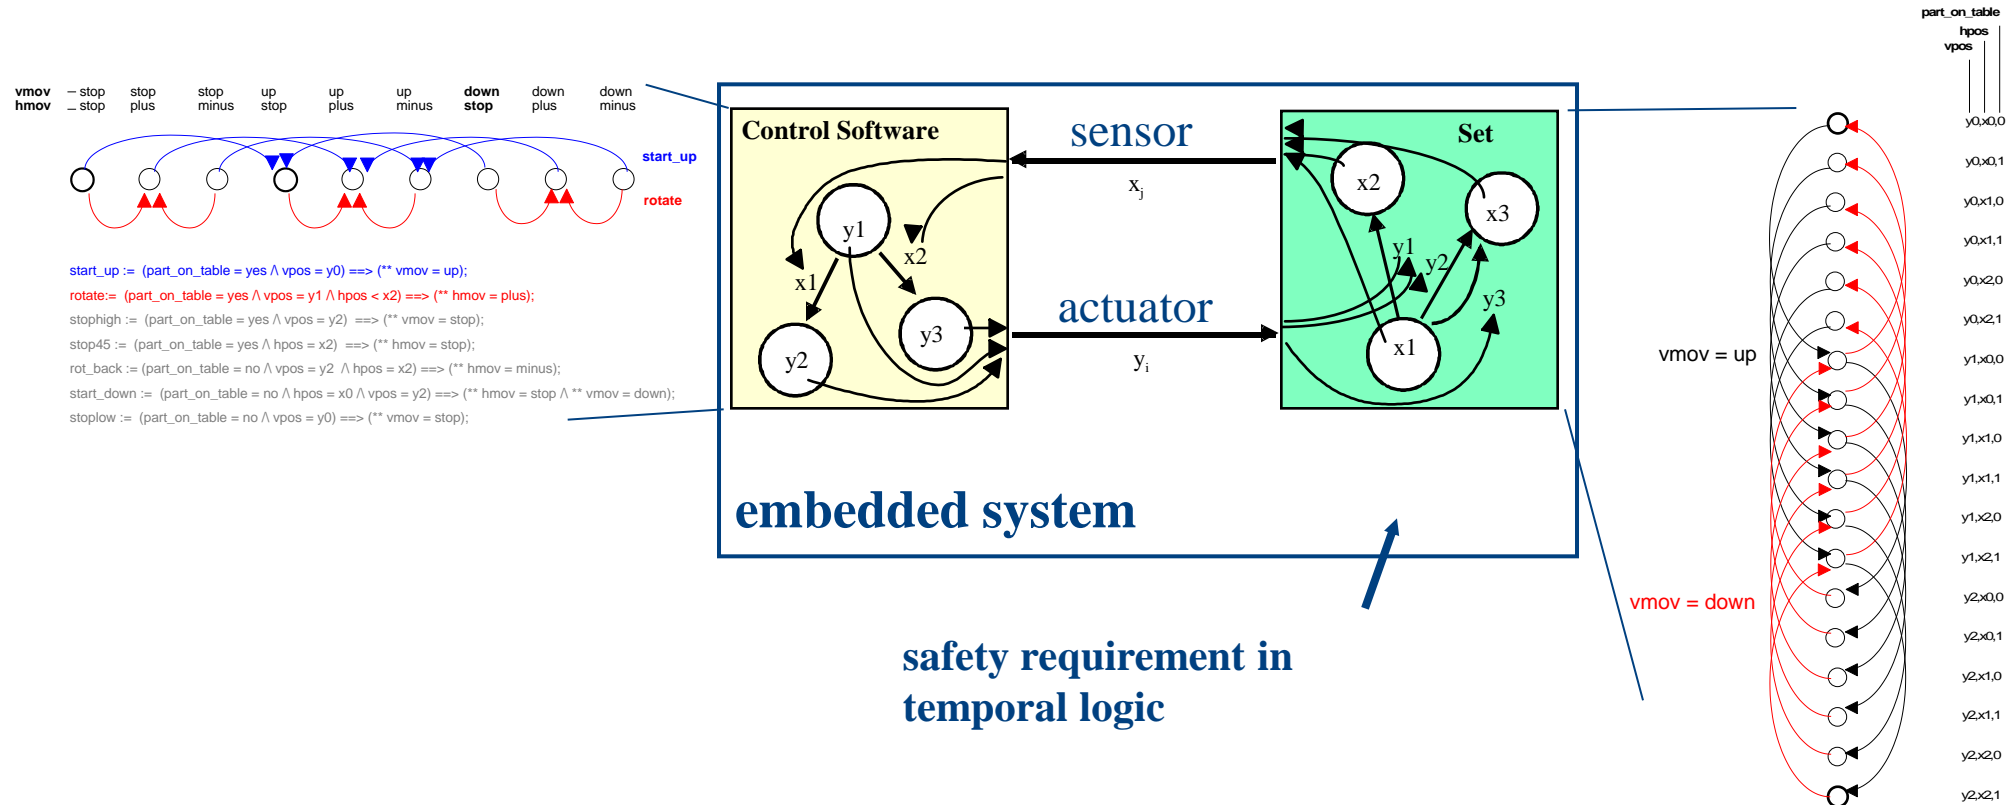 vmov – stop stop stop up up up down down down
hmov – stop plus minus stop plus minus stop plus minus
start_up
rotate
start_up := (part_on_table = yes /\ vpos = y0) ==> (** vmov = up);
rotate:= (part_on_table = yes /\ vpos = y1 /\ hpos < x2) ==> (** hmov = plus);
stophigh := (part_on_table = yes /\ vpos = y2) ==> (** vmov = stop);
stop45 := (part_on_table = yes /\ hpos = x2) ==> (** hmov = stop);
rot_back := (part_on_table = no /\ vpos = y2 /\ hpos = x2) ==> (** hmov = minus);
start_down := (part_on_table = no /\ hpos = x0 /\ vpos = y2) ==> (** hmov = stop /\ ** vmov = down);
stoplow := (part_on_table = no /\ vpos = y0) ==> (** vmov = stop);
Control Software
y1
x2
x1
y3
y2
sensor
xj
actuator
yi
Set
x2
x3
y1
y2
y3
x1
embedded system
safety requirement in
temporal logic
vmov = up
vmov = down
part_on_table
hpos
vpos
y0,x0,0
y0,x0,1
y0,x1,0
y0,x1,1
y0,x2,0
y0,x2,1
y1,x0,0
y1,x0,1
y1,x1,0
y1,x1,1
y1,x2,0
y1,x2,1
y2,x0,0
y2,x0,1
y2,x1,0
y2,x1,1
y2,x2,0
y2,x2,1